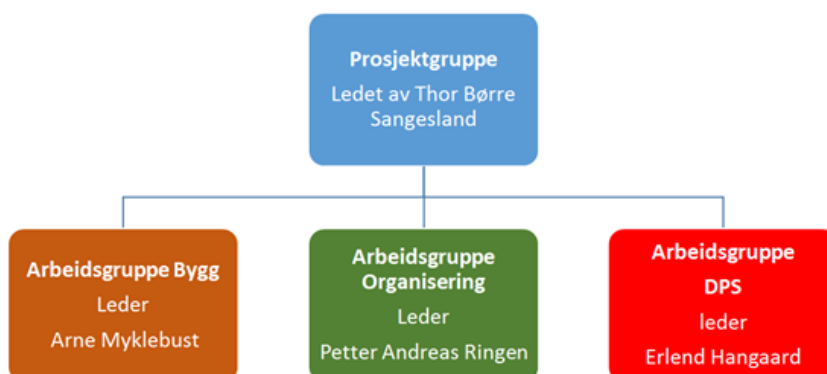 Prosjektgruppe
Ledet av Thor Børre
Sangesland
Arbeidsgruppe Bygg
Leder
Arne Myklebust
Arbeidsgruppe
Organisering
Leder
Petter Andreas Ringen
Arbeidsgruppe
DPS
leder
Erlend Hangaard